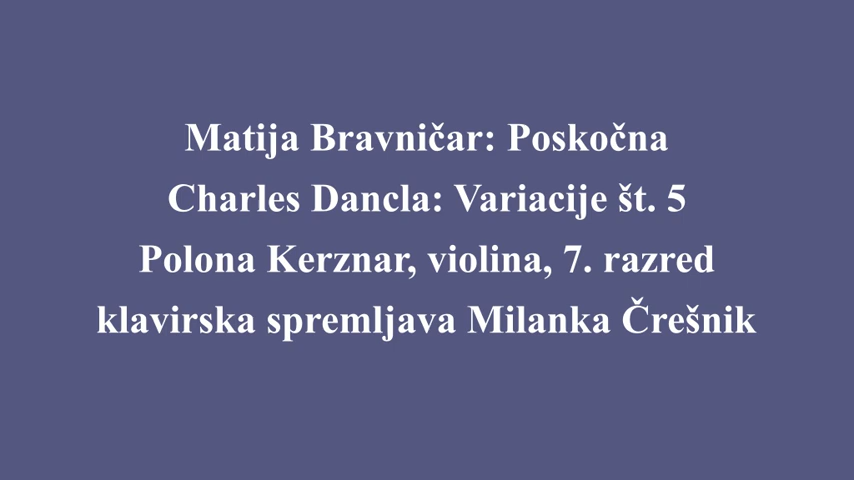 Matija Bravničar: Poskočna
Charles Dancla: Variacije št. 5
Polona Kerznar, violina, 7. razred
klavirska spremljava Milanka Črešnik